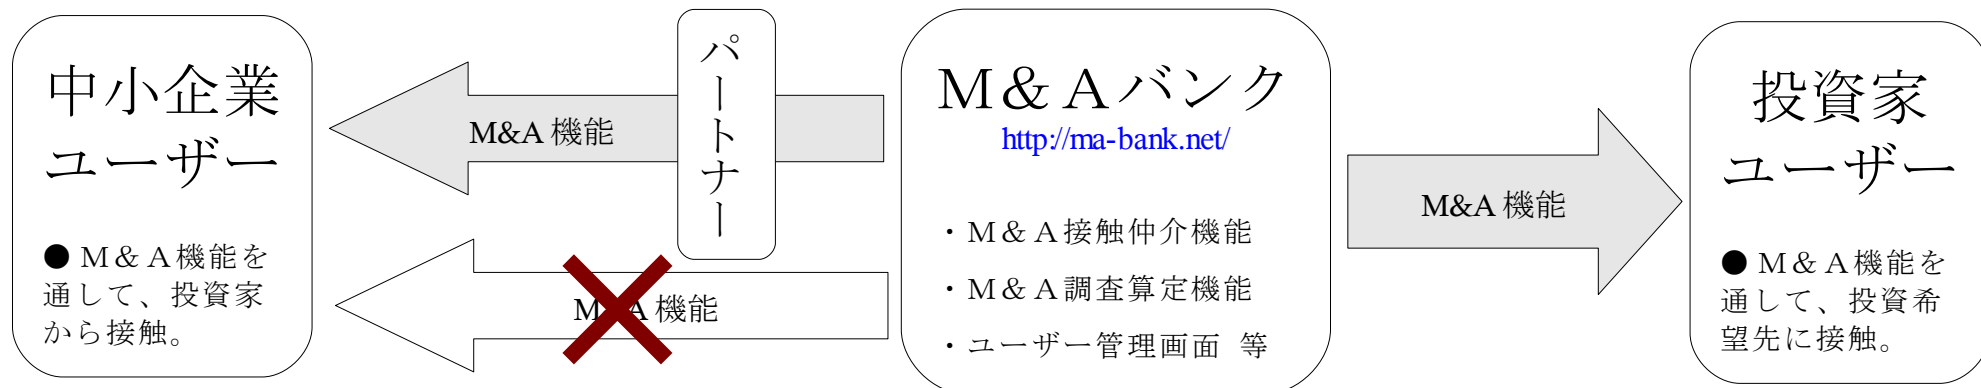 中小企業
ユーザー
● M＆A機能を
通して、投資家
から接触。
M&A 機能
パートナー
M&A 機能
M＆Aバンク
http://ma-bank.net/
・M＆A接触仲介機能
・M＆A調査算定機能
・ユーザー管理画面 等
M&A 機能
投資家
ユーザー
● M＆A機能を
通して、投資希
望先に接触。